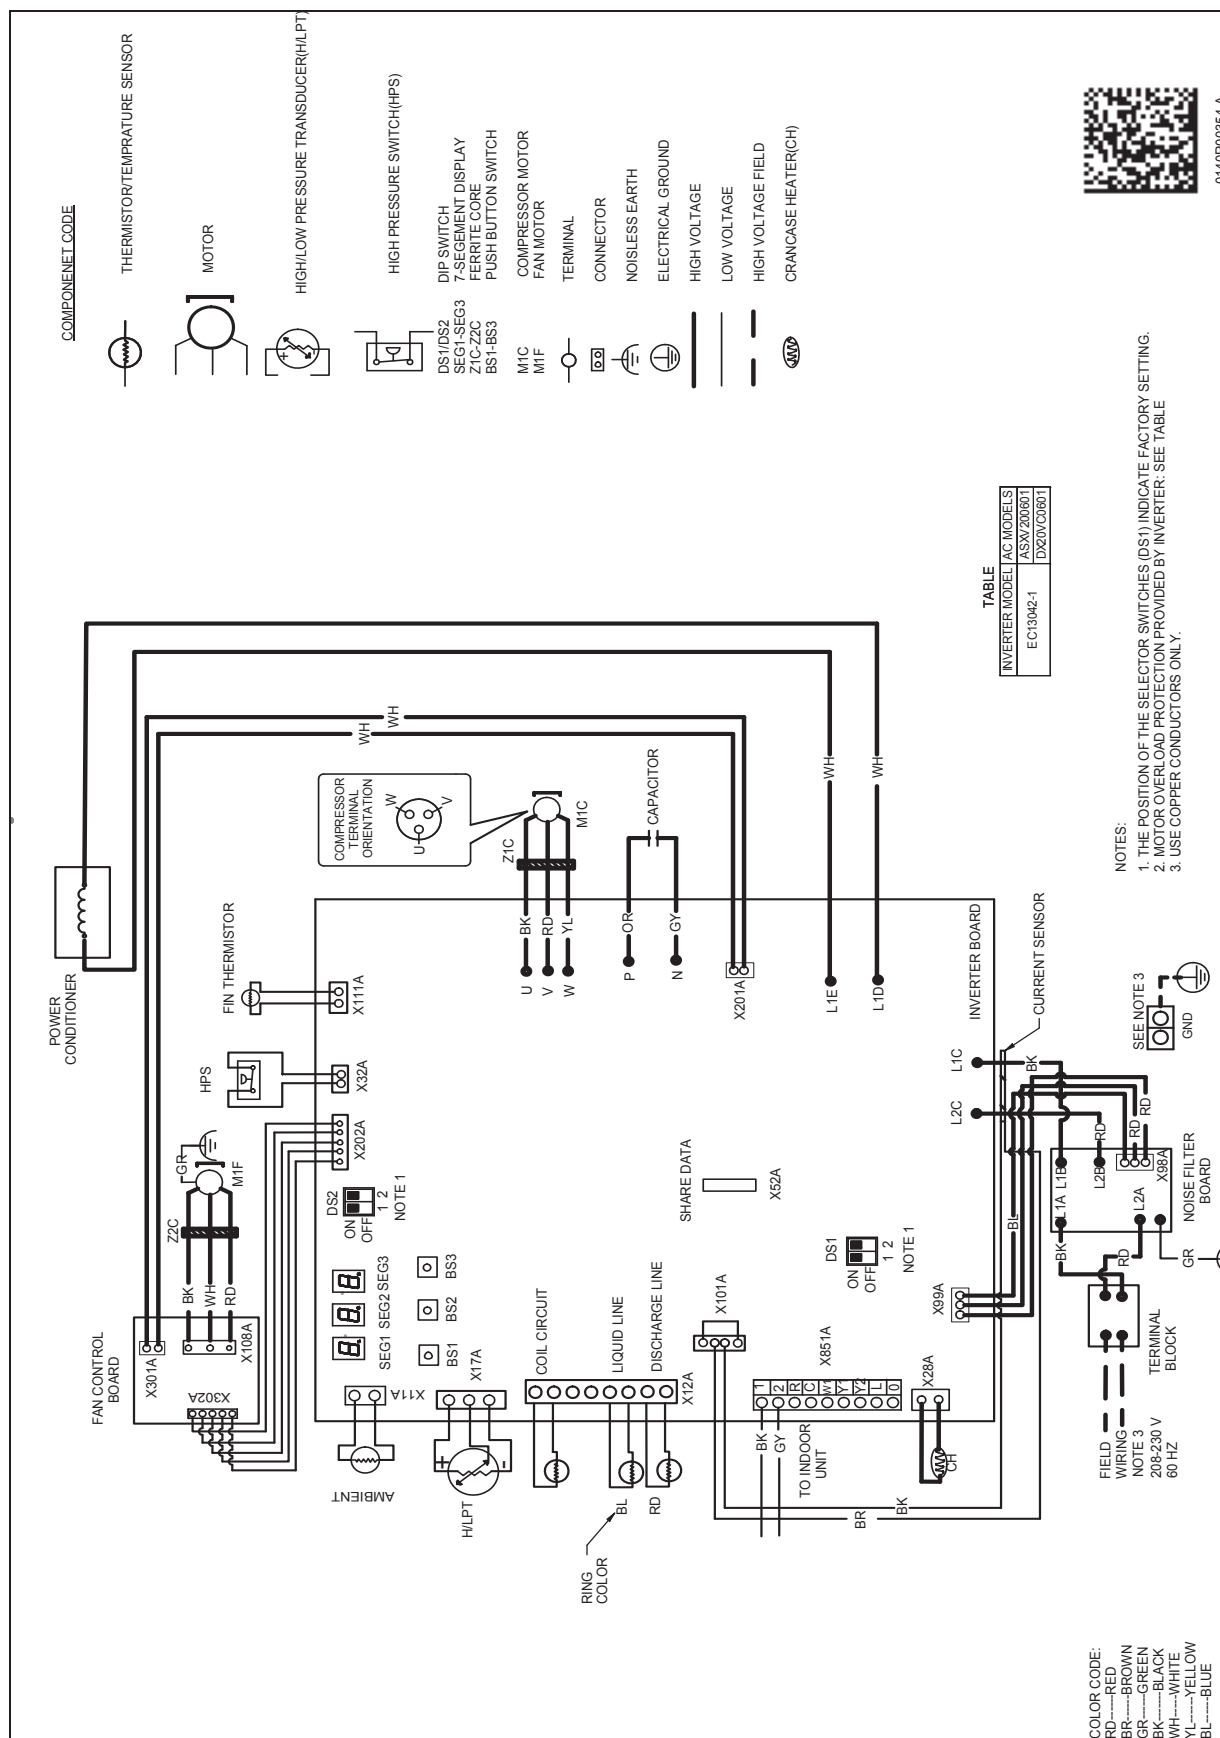 COMPONENET CODE
THERMISTOR/TEMPRATURE SENSOR
MOTOR
HIGH/LOW PRESSURE TRANSDUCER(H/LPT)
HIGH PRESSURE SWITCH(HPS)
DS1/DS2 DIP SWITCH
SEG1-SEG3 7-SEGEMENT DISPLAY
Z1C-Z2C FERRITE CORE
BS1-BS3 PUSH BUTTON SWITCH
M1C COMPRESSOR MOTOR
M1F FAN MOTOR
TERMINAL
CONNECTOR
NOISLESS EARTH
ELECTRICAL GROUND
HIGH VOLTAGE
LOW VOLTAGE
HIGH VOLTAGE FIELD
CRANCASE HEATER(CH)
POWER
CONDITIONER
FAN CONTROL
BOARD
X301A
X302A
X108A
BK
WH
RD
Z2C
GR
M1F
HPS
FIN THERMISTOR
X202A
X32A
X111A
WH
WH
COMPRESSOR
TERMINAL
ORIENTATION
U
W
V
SEG1 SEG2 SEG3
DS2
ON
OFF
1 2
NOTE 1
BS1
BS2
BS3
AMBIENT
X11A
H/LPT
+
-
X17A
U
V
W
BK
RD
YL
Z1C
M1C
COIL CIRCUIT
LIQUID LINE
DISCHARGE LINE
X12A
RING
COLOR
BL
RD
P
N
OR
GY
CAPACITOR
SHARE DATA
X52A
X201A
X101A
BR
BK
TO INDOOR
UNIT
BK
GY
1
2
R
C
W1
Y1
Y2
L
0
X851A
DS1
ON
OFF
1 2
NOTE 1
L1E
L1D
WH
WH
CH
X28A
X99A
L2C
L1C
INVERTER BOARD
CURRENT SENSOR
BL
BK
RD
RD
RD
L1A
L1B
L2B
L2A
X98A
NOISE FILTER
BOARD
BK
RD
GR
SEE NOTE 3
GND
FIELD
WIRING
NOTE 3
208-230 V
60 HZ
TERMINAL
BLOCK
TABLE
INVERTER MODEL AC MODELS
EC13042-1 ASXV200601
DX20VC0601
NOTES:
1. THE POSITION OF THE SELECTOR SWITCHES (DS1) INDICATE FACTORY SETTING.
2. MOTOR OVERLOAD PROTECTION PROVIDED BY INVERTER: SEE TABLE
3. USE COPPER CONDUCTORS ONLY.
COLOR CODE:
RD-----RED
BR-----BROWN
GR-----GREEN
BK-----BLACK
WH----WHITE
YL-----YELLOW
BL-----BLUE